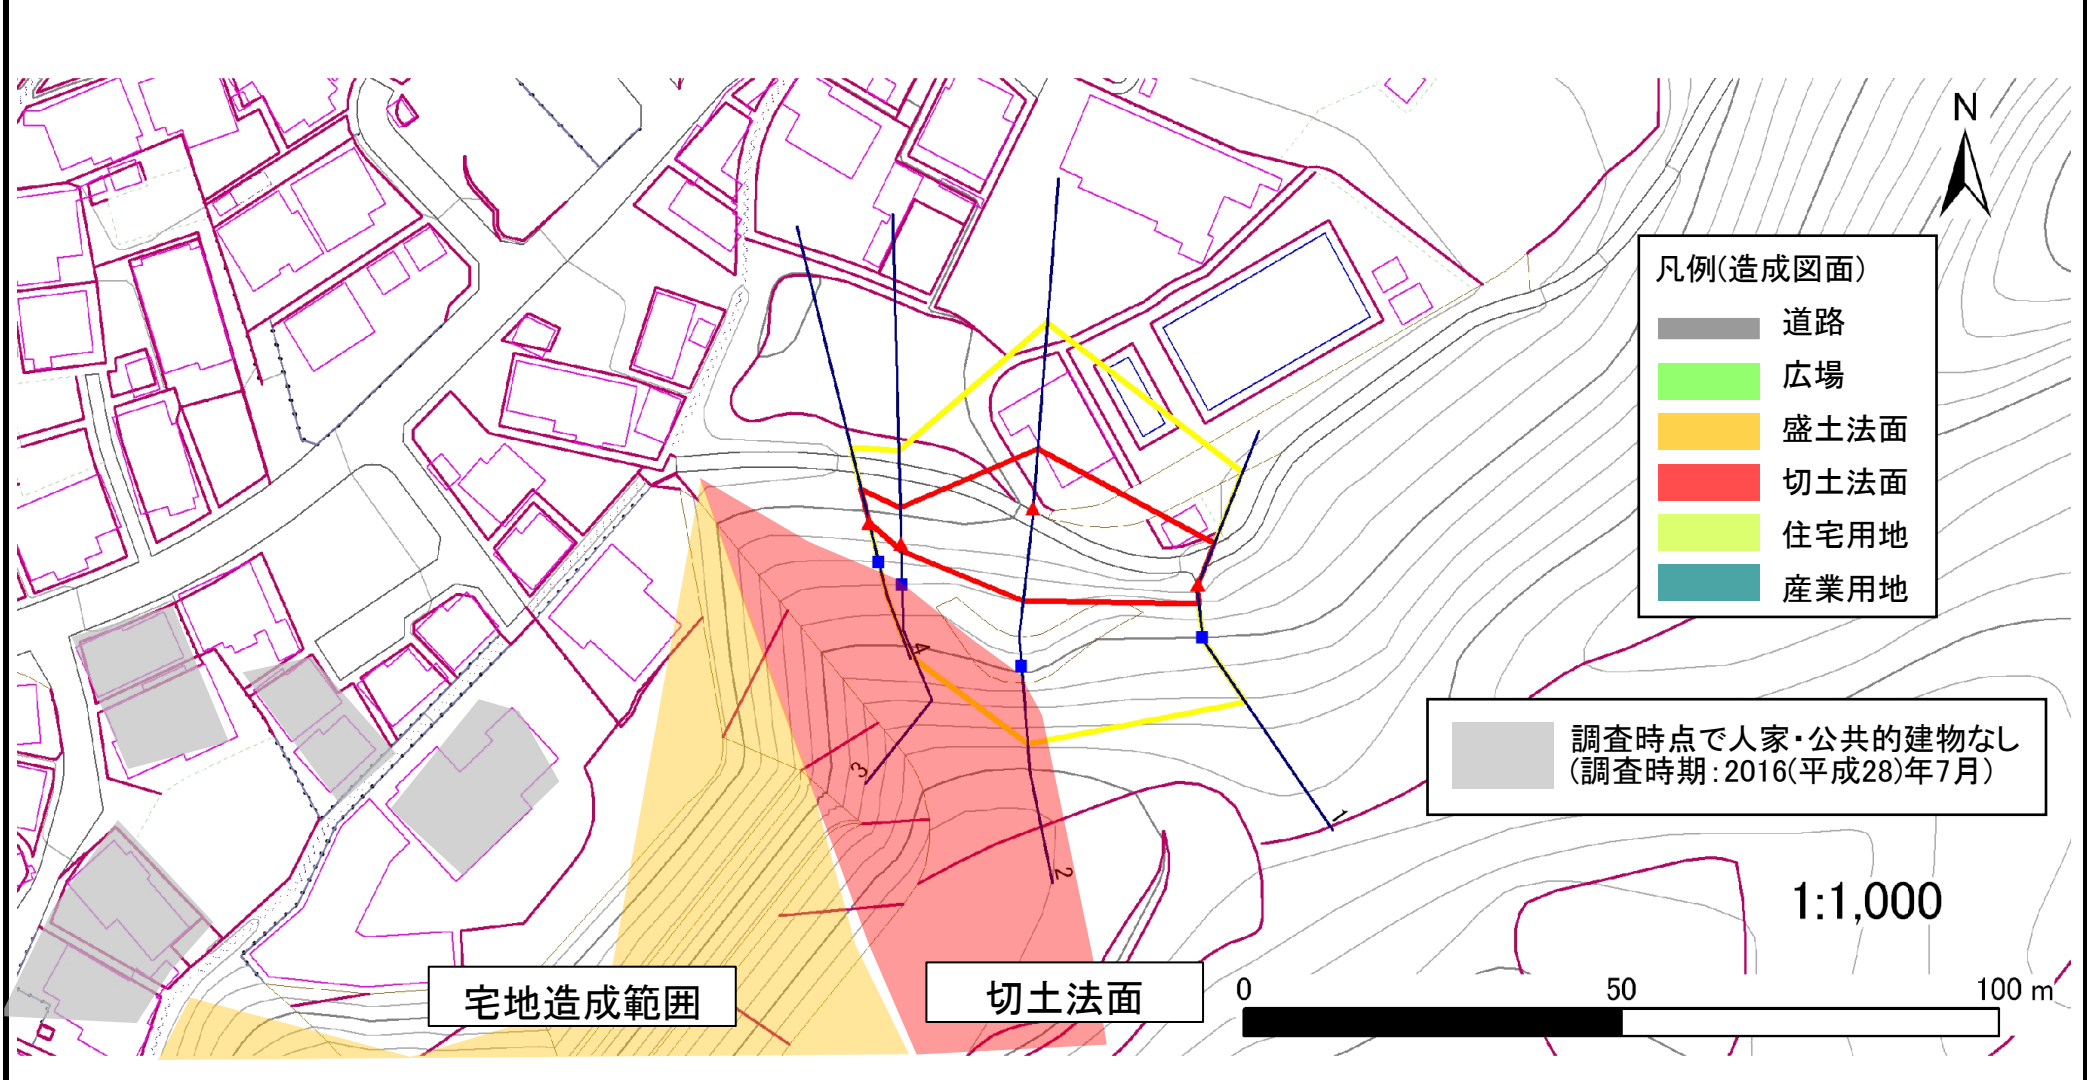 N
凡例(造成図面)
道路
広場
盛土法面
切土法面
住宅用地
産業用地
調査時点で人家・公共的建物なし
(調査時期：2016(平成28)年7月)
4
3
2
1
1:1,000
宅地造成範囲
切土法面
0 50 100 m